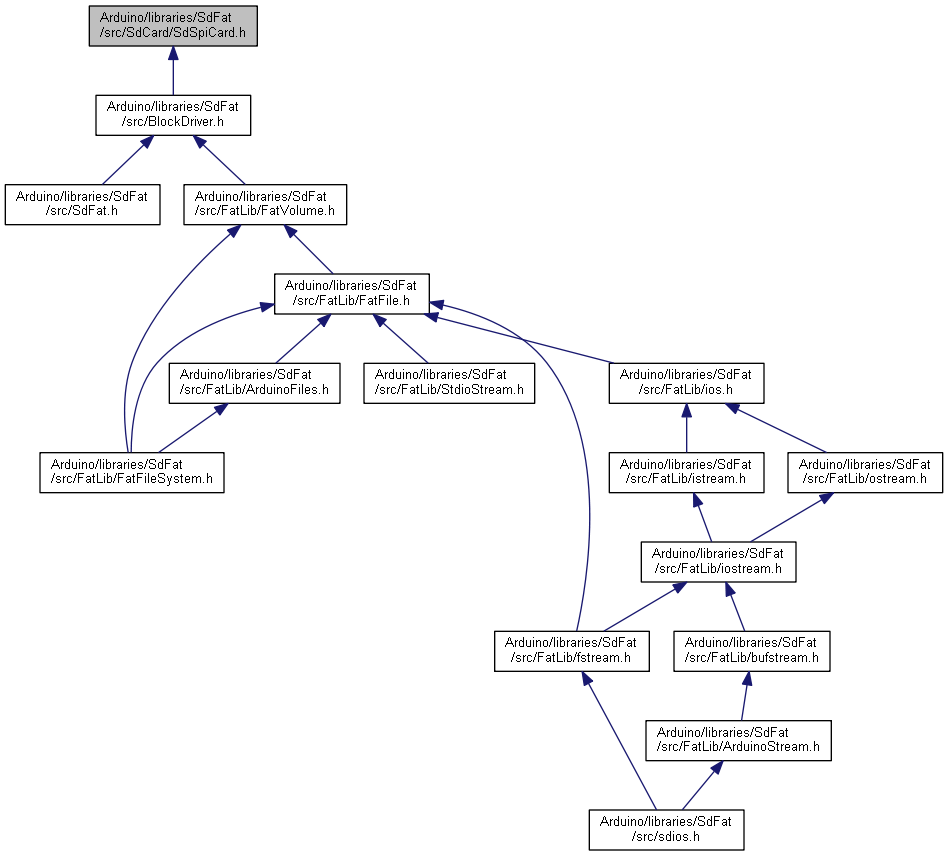 Arduino/libraries/SdFat
/src/SdCard/SdSpiCard.h
Arduino/libraries/SdFat
/src/BlockDriver.h
Arduino/libraries/SdFat
/src/SdFat.h
Arduino/libraries/SdFat
/src/FatLib/FatVolume.h
Arduino/libraries/SdFat
/src/FatLib/FatFile.h
Arduino/libraries/SdFat
/src/FatLib/ArduinoFiles.h
Arduino/libraries/SdFat
/src/FatLib/StdioStream.h
Arduino/libraries/SdFat
/src/FatLib/ios.h
Arduino/libraries/SdFat
/src/FatLib/FatFileSystem.h
Arduino/libraries/SdFat
/src/FatLib/istream.h
Arduino/libraries/SdFat
/src/FatLib/ostream.h
Arduino/libraries/SdFat
/src/FatLib/iostream.h
Arduino/libraries/SdFat
/src/FatLib/fstream.h
Arduino/libraries/SdFat
/src/FatLib/bufstream.h
Arduino/libraries/SdFat
/src/FatLib/ArduinoStream.h
Arduino/libraries/SdFat
/src/sdios.h